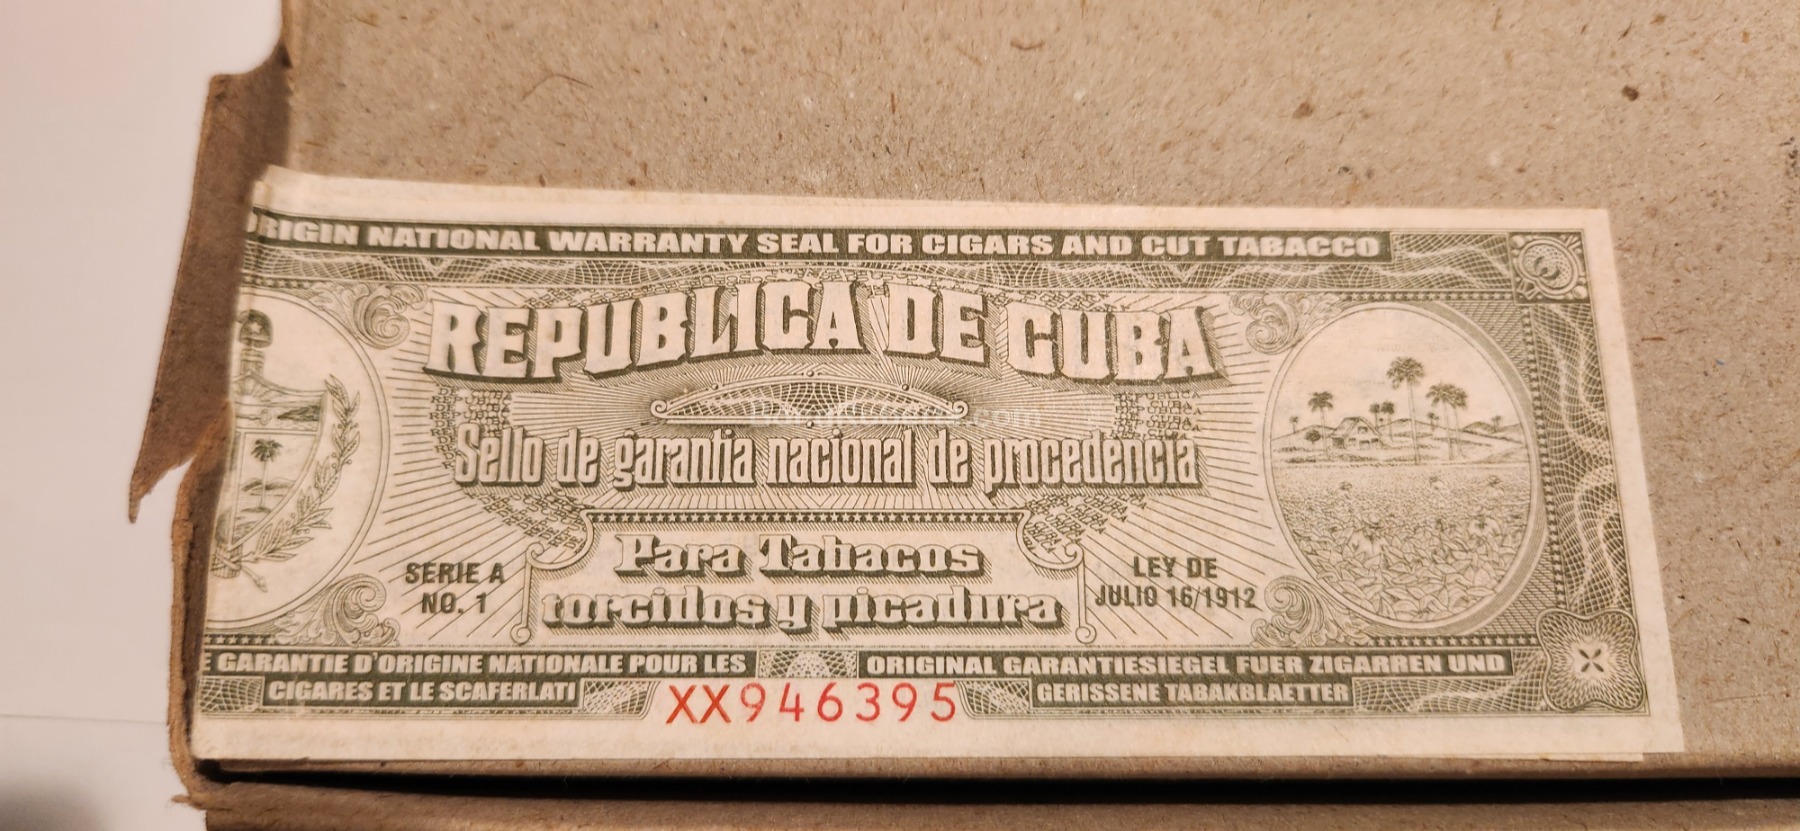 ORIGIN NATIONAL WARRANTY SEAL FOR CIGARS AND CUT TABACCO
REPUBLICA DE CUBA
Sello de garantia nacional de procedencia
Para Tabacos
torcidos y picadura
SERIE A
NO. 1
LEY DE
JULIO 16/1912
E GARANTIE D'ORIGINE NATIONALE POUR LES
CIGARES ET LE SCAFERLATI
ORIGINAL GARANTIESIEGEL FUER ZIGARREN UND
GERISSENE TABAKBLAETTER
XX946395